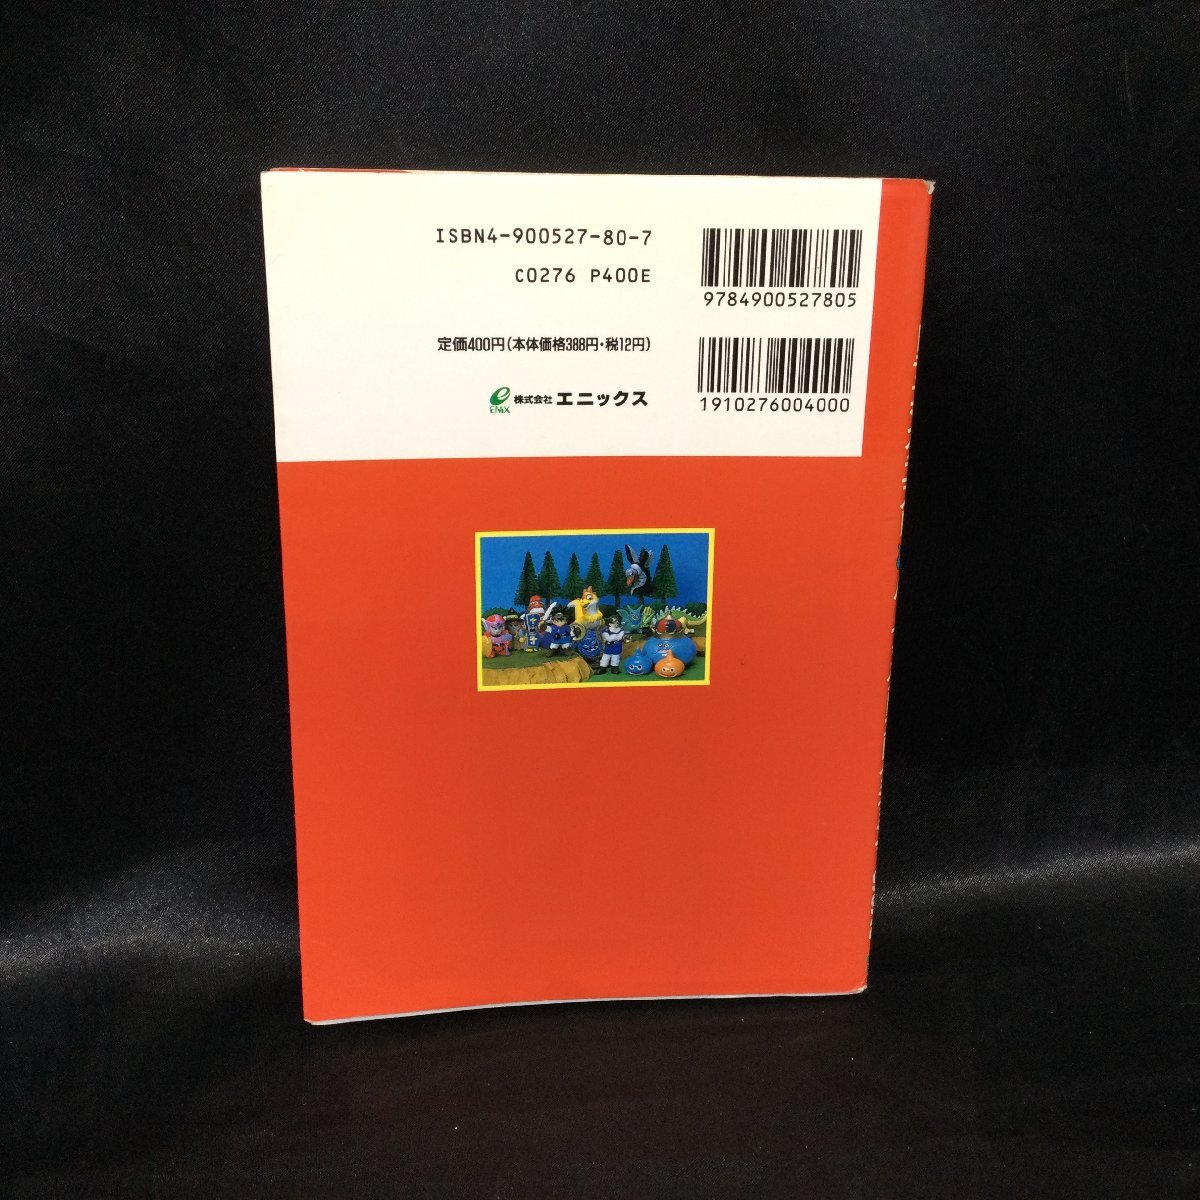 ISBN4-900527-80-7
C0276 P400E
9784900527805
定価400円(本体価格388円・税12円)
ENIX 株式会社 エニックス
1910276004000